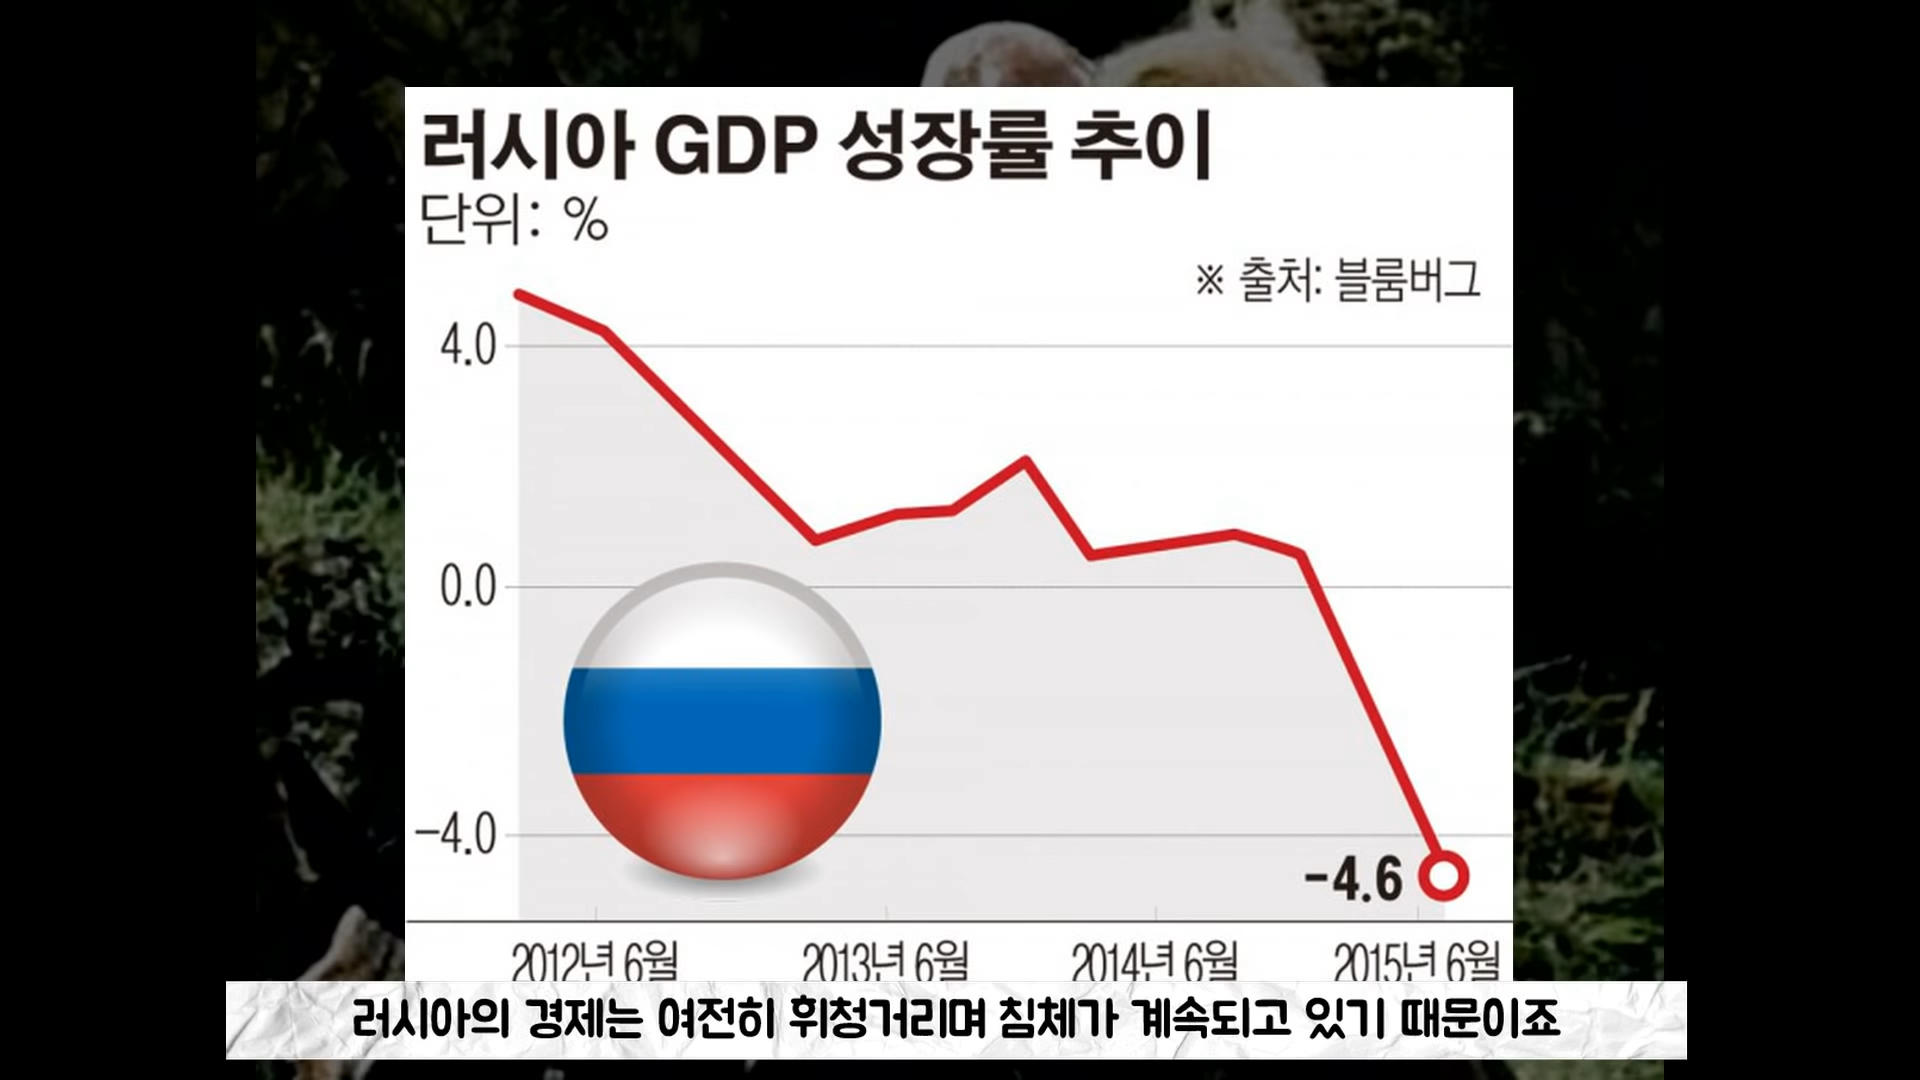 러시아 GDP 성장률 추이
단위: %
※ 출처: 블룸버그
4.0
0.0
-4.0
-4.6
2012년 6월 2013년 6월 2014년 6월 2015년 6월
러시아의 경제는 여전히 휘청거리며 침체가 계속되고 있기 때문이죠